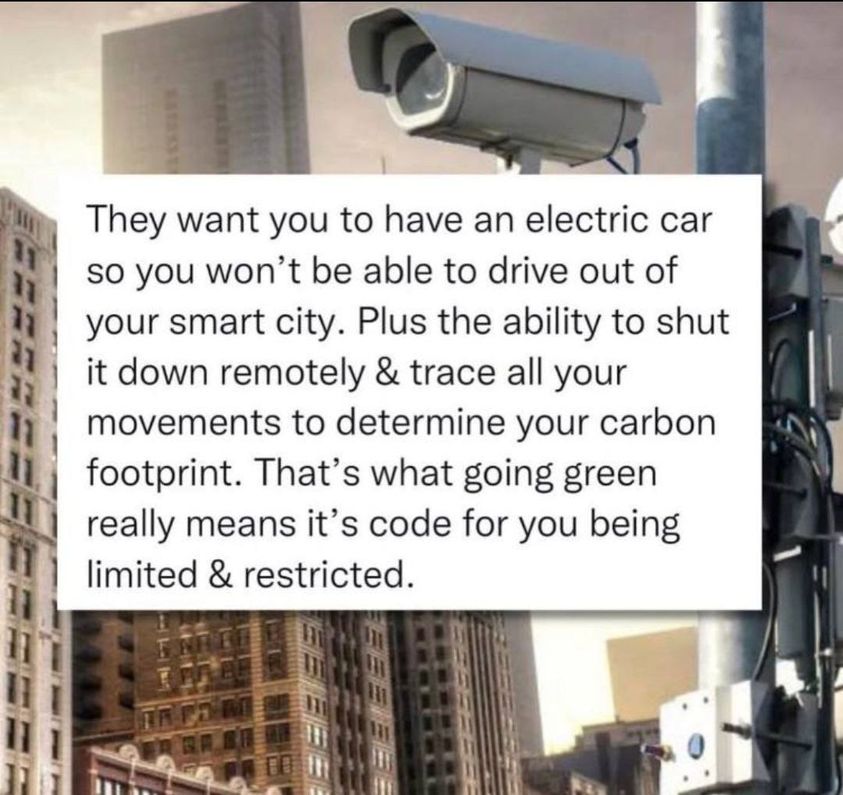 They want you to have an electric car
so you won’t be able to drive out of
your smart city. Plus the ability to shut
it down remotely & trace all your
movements to determine your carbon
footprint. That’s what going green
really means it’s code for you being
limited & restricted.